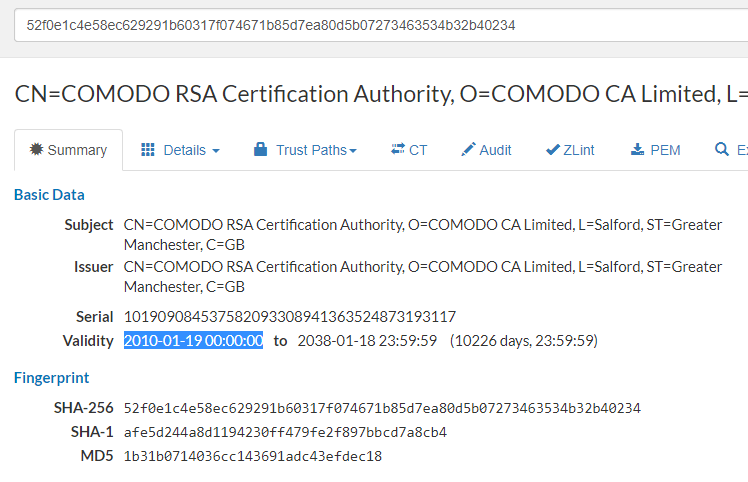 52f0e1c4e58ec629291b60317f074671b85d7ea80d5b07273463534b32b40234
CN=COMODO RSA Certification Authority, O=COMODO CA Limited, L=
Summary Details Trust Paths CT Audit ZLint PEM Ex
Basic Data
Subject CN=COMODO RSA Certification Authority, O=COMODO CA Limited, L=Salford, ST=Greater
Manchester, C=GB
Issuer CN=COMODO RSA Certification Authority, O=COMODO CA Limited, L=Salford, ST=Greater
Manchester, C=GB
Serial 101909084537582093308941363524873193117
Validity 2010-01-19 00:00:00 to 2038-01-18 23:59:59 (10226 days, 23:59:59)
Fingerprint
SHA-256 52f0e1c4e58ec629291b60317f074671b85d7ea80d5b07273463534b32b40234
SHA-1 afe5d244a8d1194230ff479fe2f897bbcd7a8cb4
MD5 1b31b0714036cc143691adc43efdec18